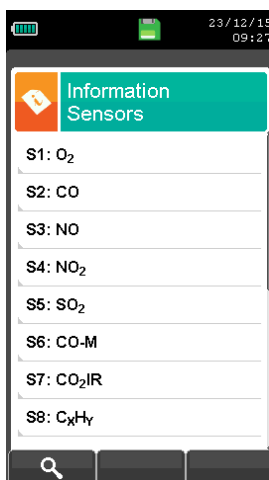 23/12/15
09:27
Information
Sensors
S1: O₂
S2: CO
S3: NO
S4: NO₂
S5: SO₂
S6: CO-M
S7: CO₂IR
S8: CₓHᵧ